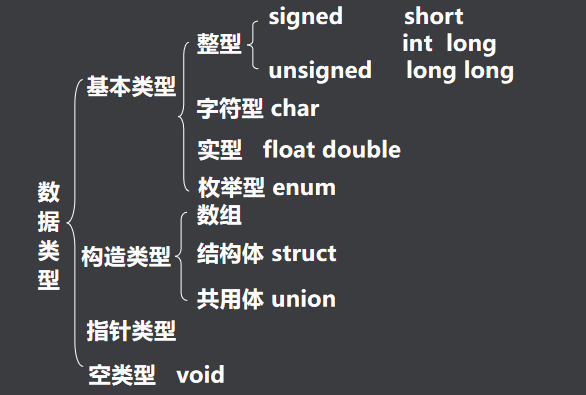 signed short
整型 int long
unsigned long long
基本类型
字符型 char
实型 float double
枚举型 enum
数据类型
数组
构造类型
结构体 struct
共用体 union
指针类型
空类型 void